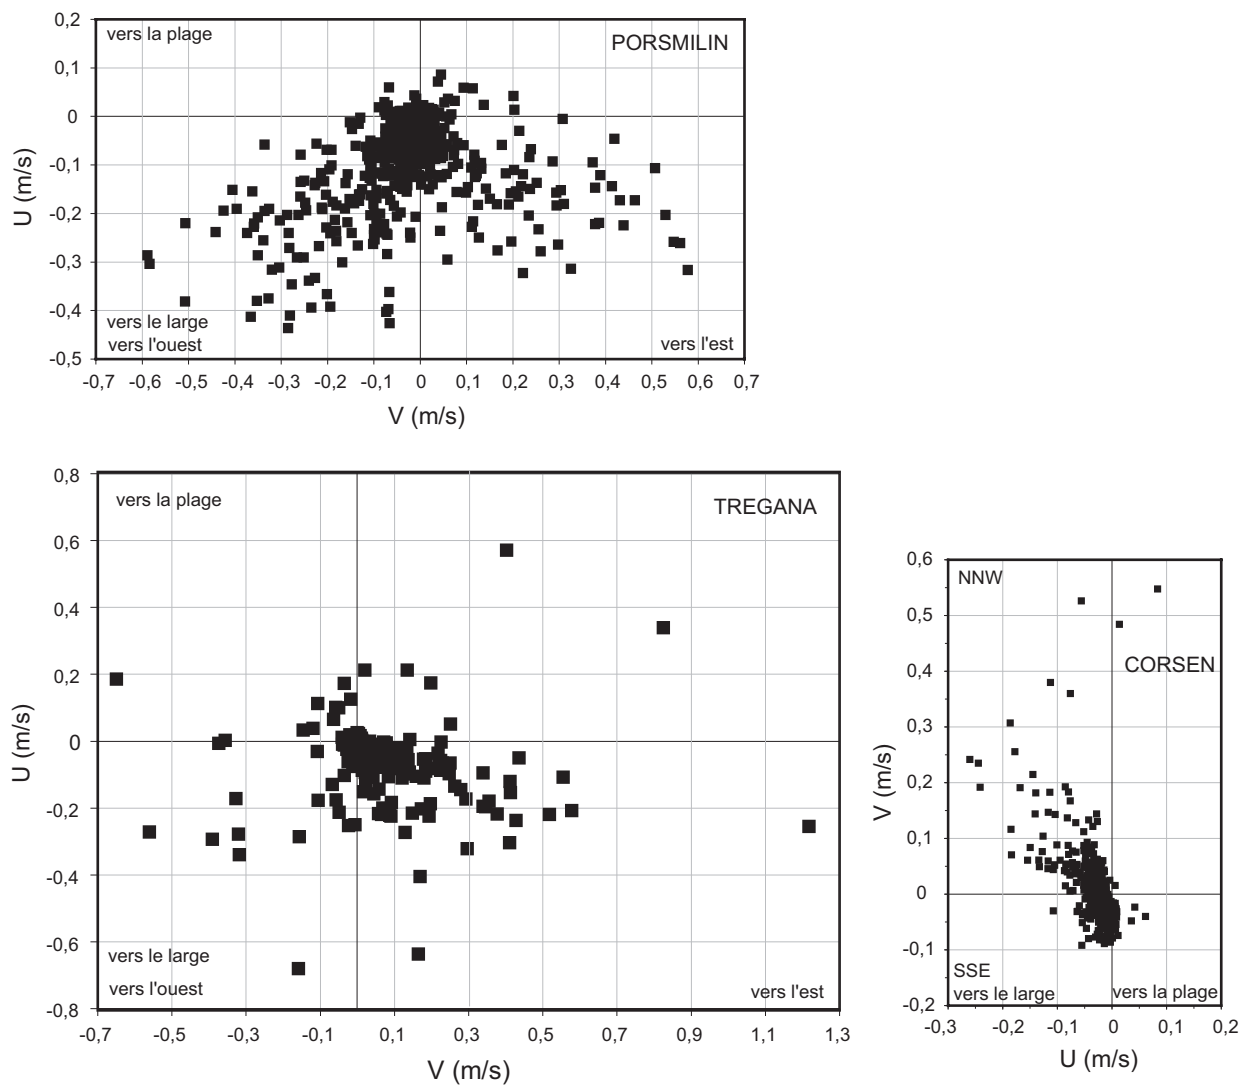 0,2
vers la plage
PORSMILIN
0,1
0
-0,1
-0,2
-0,3
-0,4
-0,5
U (m/s)
vers le large
vers l'ouest
vers l'est
-0,7 -0,6 -0,5 -0,4 -0,3 -0,2 -0,1 0 0,1 0,2 0,3 0,4 0,5 0,6 0,7
V (m/s)
0,8
vers la plage
TREGANA
0,6
0,4
0,2
0
-0,2
-0,4
-0,6
-0,8
U (m/s)
vers le large
vers l'ouest
vers l'est
-0,7 -0,5 -0,3 -0,1 0,1 0,3 0,5 0,7 0,9 1,1 1,3
V (m/s)
0,6
NNW
0,5
CORSEN
0,4
0,3
0,2
0,1
0
-0,1
-0,2
V (m/s)
SSE
vers le large vers la plage
-0,3 -0,2 -0,1 0 0,1 0,2
U (m/s)